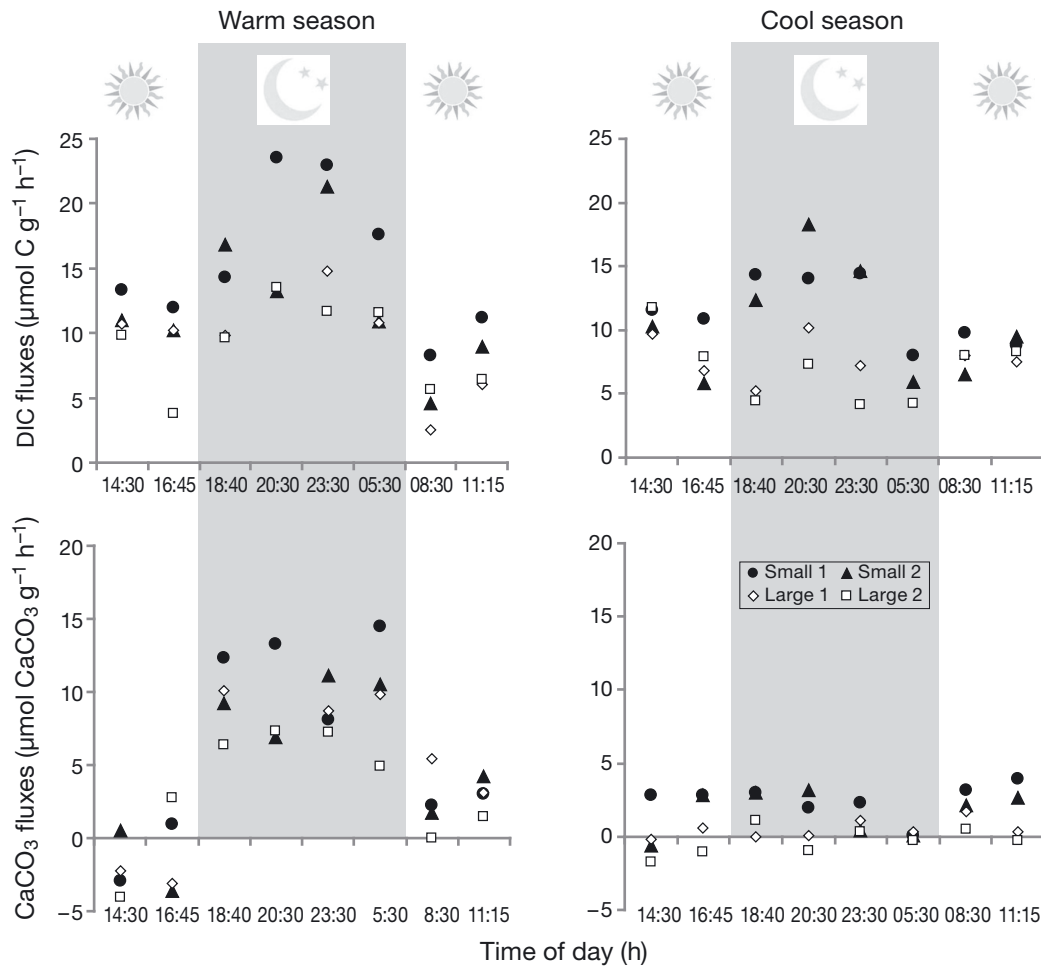 Warm season
Cool season
DIC fluxes (µmol C g⁻¹ h⁻¹)
25
20
15
10
5
0
14:30 16:45 18:40 20:30 23:30 05:30 08:30 11:15
25
20
15
10
5
0
14:30 16:45 18:40 20:30 23:30 05:30 08:30 11:15
CaCO₃ fluxes (µmol CaCO₃ g⁻¹ h⁻¹)
20
15
10
5
0
–5
14:30 16:45 18:40 20:30 23:30 5:30 8:30 11:15
20
15
10
5
0
–5
Small 1 Small 2
Large 1 Large 2
14:30 16:45 18:40 20:30 23:30 05:30 08:30 11:15
Time of day (h)